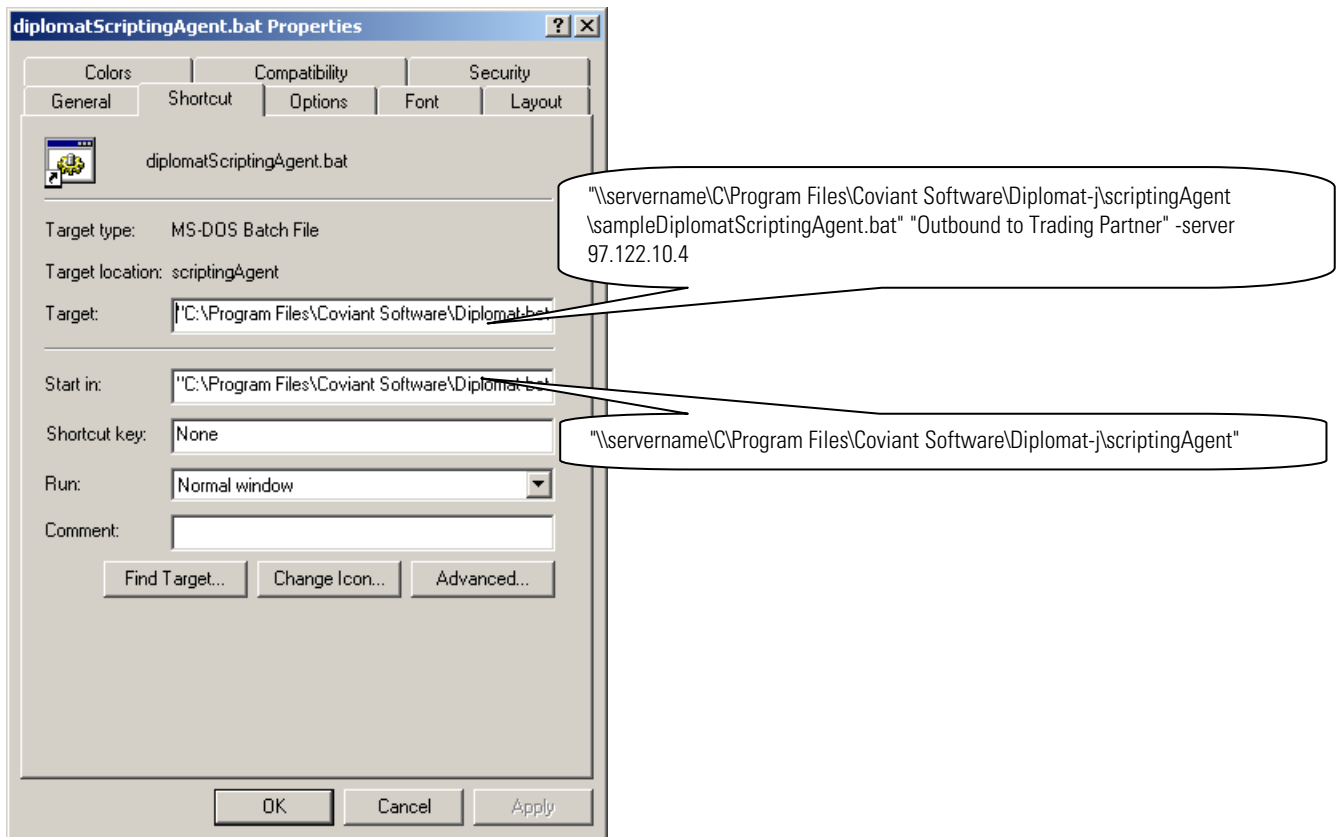 diplomatScriptingAgent.bat Properties
Colors Compatibility Security
General Shortcut Options Font Layout
diplomatScriptingAgent.bat
Target type: MS-DOS Batch File
Target location: scriptingAgent
Target: "C:\Program Files\Coviant Software\Diplomat-bat
Start in: "C:\Program Files\Coviant Software\Diplomat-bat
Shortcut key: None
Run: Normal window
Comment:
Find Target... Change Icon... Advanced...
OK Cancel Apply
"\\servername\C\Program Files\Coviant Software\Diplomat-j\scriptingAgent
\sampleDiplomatScriptingAgent.bat" "Outbound to Trading Partner" -server
97.122.10.4
"\\servername\C\Program Files\Coviant Software\Diplomat-j\scriptingAgent"